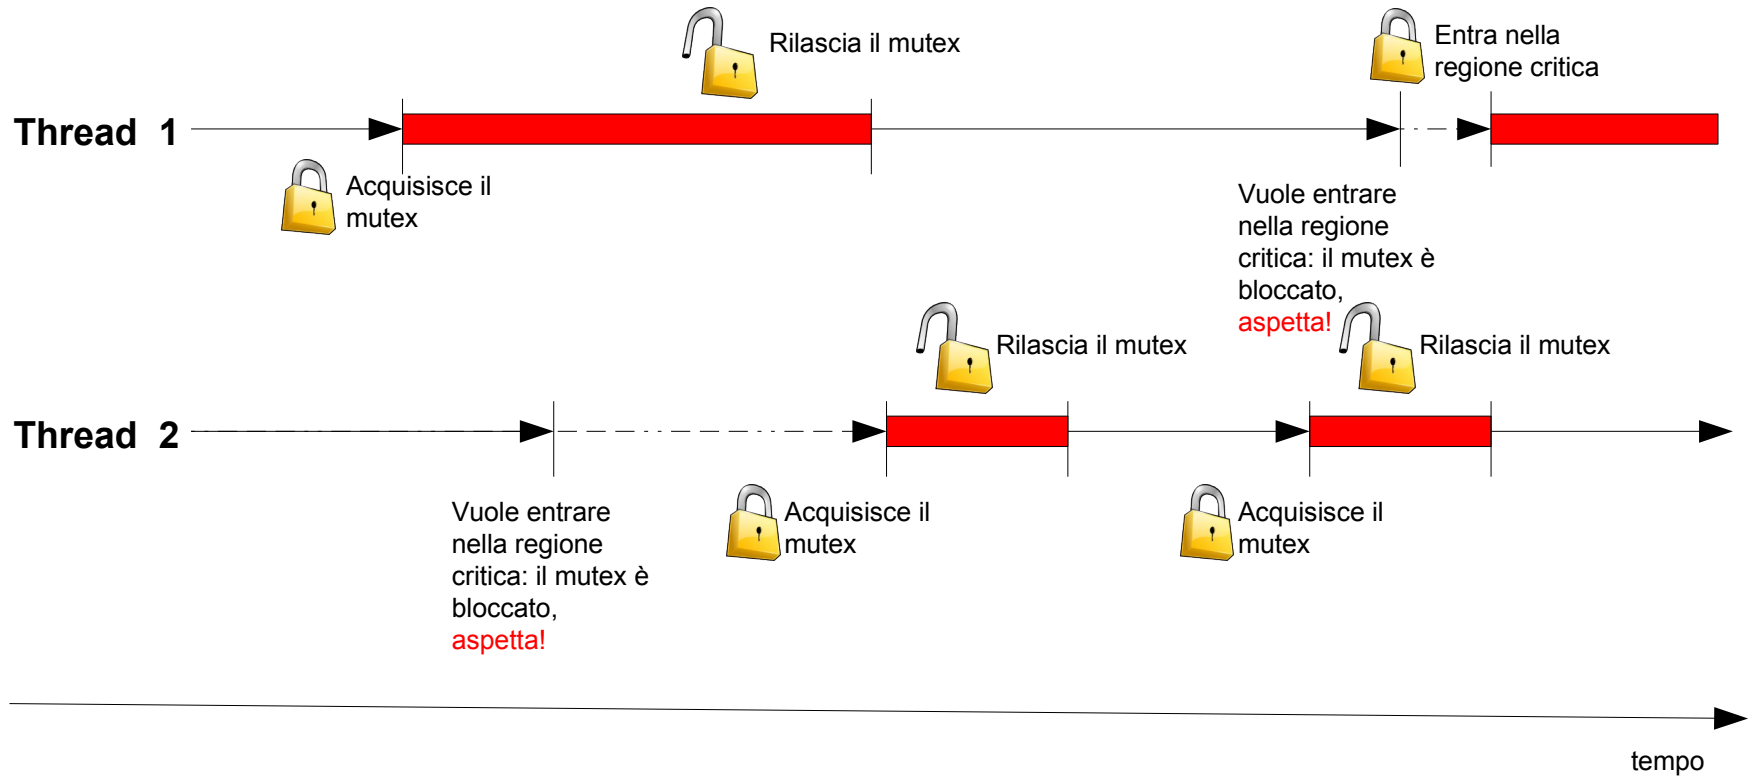 Rilascia il mutex
Entra nella
regione critica
Thread 1
Acquisisce il
mutex
Vuole entrare
nella regione
critica: il mutex è
bloccato,
aspetta!
Rilascia il mutex
Rilascia il mutex
Thread 2
Vuole entrare
nella regione
critica: il mutex è
bloccato,
aspetta!
Acquisisce il
mutex
Acquisisce il
mutex
tempo